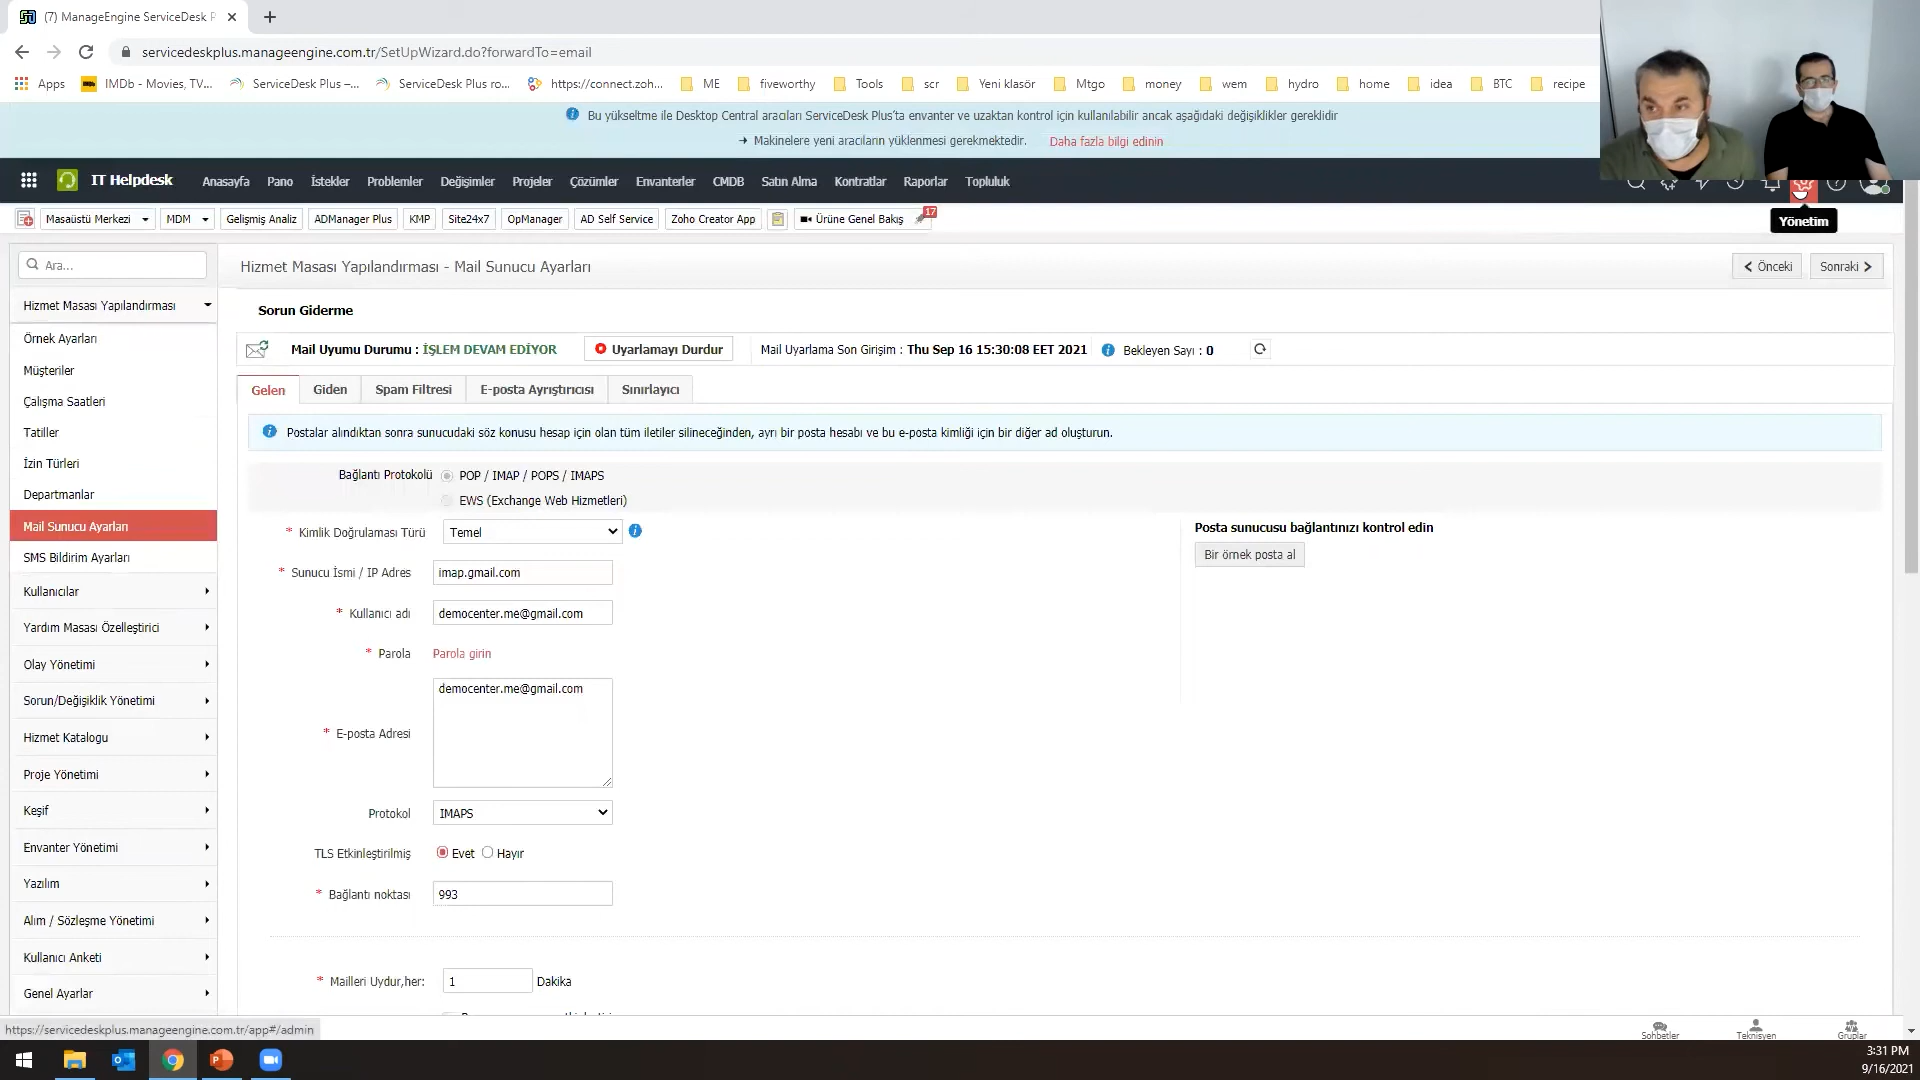 (7) ManageEngine ServiceDesk P
servicedeskplus.manageengine.com.tr/SetUpWizard.do?forwardTo=email
Apps IMDb - Movies, TV... ServiceDesk Plus –... ServiceDesk Plus ro... https://connect.zoh... ME fiveworthy Tools scr Yeni klasör Mtgo money wem hydro home idea BTC recipe
Bu yükseltme ile Desktop Central aracıları ServiceDesk Plus'ta envanter ve uzaktan kontrol için kullanılabilir ancak aşağıdaki değişiklikler gereklidir
→ Makinelere yeni aracıların yüklenmesi gerekmektedir. Daha fazla bilgi edinin
IT Helpdesk Anasayfa Pano İstekler Problemler Değişimler Projeler Çözümler Envanterler CMDB Satın Alma Kontratlar Raporlar Topluluk
Masaüstü Merkezi MDM Gelişmiş Analiz ADManager Plus KMP Site24x7 OpManager AD Self Service Zoho Creator App Ürüne Genel Bakış 17
Yönetim
Ara...
Hizmet Masası Yapılandırması - Mail Sunucu Ayarları
Önceki Sonraki
Hizmet Masası Yapılandırması
Örnek Ayarları
Müşteriler
Çalışma Saatleri
Tatiller
İzin Türleri
Departmanlar
Mail Sunucu Ayarları
SMS Bildirim Ayarları
Kullanıcılar
Yardım Masası Özelleştirici
Olay Yönetimi
Sorun/Değişiklik Yönetimi
Hizmet Katalogu
Proje Yönetimi
Keşif
Envanter Yönetimi
Yazılım
Alım / Sözleşme Yönetimi
Kullanıcı Anketi
Genel Ayarlar
Sorun Giderme
Mail Uyumu Durumu : İŞLEM DEVAM EDİYOR Uyarlamayı Durdur Mail Uyarlama Son Girişim : Thu Sep 16 15:30:08 EET 2021 Bekleyen Sayı : 0
Gelen Giden Spam Filtresi E-posta Ayrıştırıcısı Sınırlayıcı
Postalar alındıktan sonra sunucudaki söz konusu hesap için olan tüm iletiler silineceğinden, ayrı bir posta hesabı ve bu e-posta kimliği için bir diğer ad oluşturun.
Bağlantı Protokolü POP / IMAP / POPS / IMAPS
EWS (Exchange Web Hizmetleri)
* Kimlik Doğrulaması Türü Temel
Posta sunucusu bağlantınızı kontrol edin
Bir örnek posta al
* Sunucu İsmi / IP Adres imap.gmail.com
* Kullanıcı adı democenter.me@gmail.com
* Parola Parola girin
* E-posta Adresi democenter.me@gmail.com
Protokol IMAPS
TLS Etkinleştirilmiş Evet Hayır
* Bağlantı noktası 993
* Mailleri Uydur,her: 1 Dakika
https://servicedeskplus.manageengine.com.tr/app#/admin
Sohbetler Teknisyen Gruplar
3:31 PM
9/16/2021